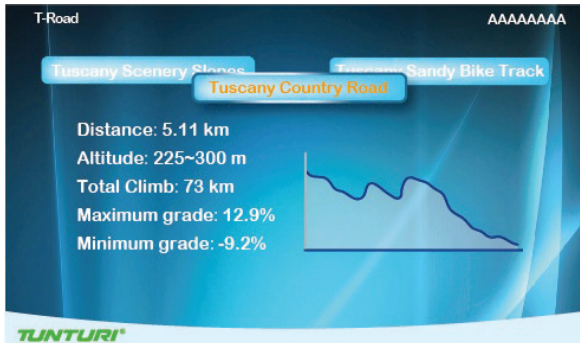 T-Road
AAAAAAAA
Tuscany Scenery Slopes
Tuscany Sandy Bike Track
Tuscany Country Road
Distance: 5.11 km
Altitude: 225~300 m
Total Climb: 73 km
Maximum grade: 12.9%
Minimum grade: -9.2%
TUNTURI®